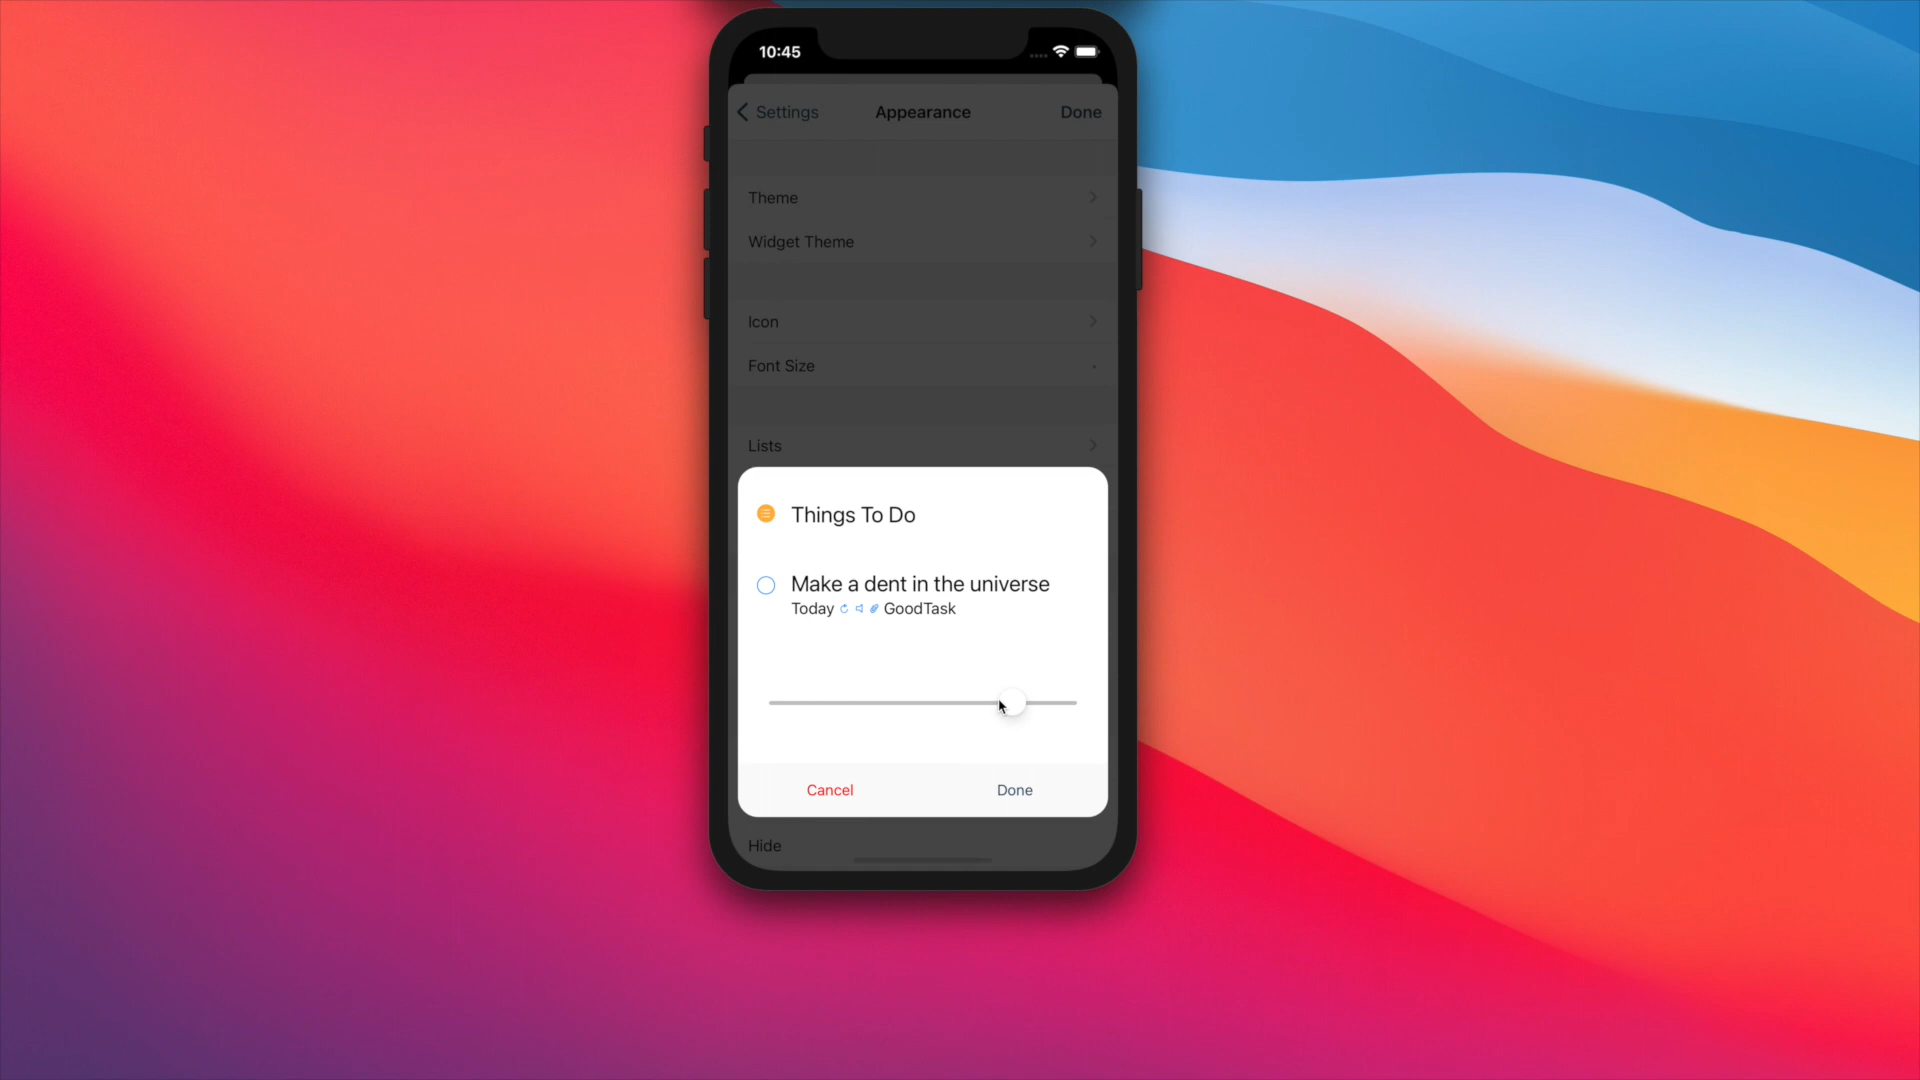 10:45
Settings
Appearance
Done
Theme
Widget Theme
Icon
Font Size
Lists
Things To Do
Make a dent in the universe
Today GoodTask
Cancel
Done
Hide